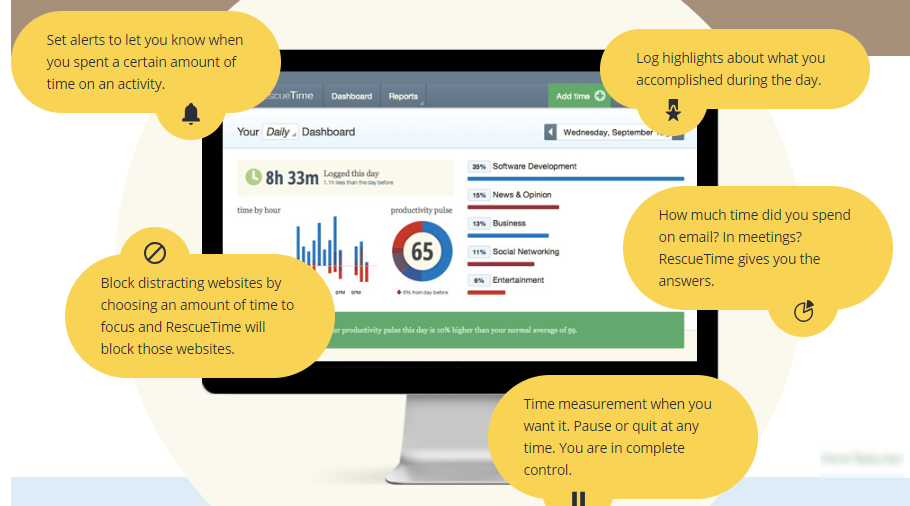 Set alerts to let you know when
you spent a certain amount of
time on an activity.
Log highlights about what you
accomplished during the day.
scueTime
Dashboard
Reports
Add time
Your Daily Dashboard
Wednesday, September
8h 33m
Logged this day
1.1h less than the day before
time by hour
productivity pulse
65
6PM 9PM
6% from day before
35% Software Development
15% News & Opinion
13% Business
11% Social Networking
6% Entertainment
How much time did you spend
on email? In meetings?
RescueTime gives you the
answers.
Block distracting websites by
choosing an amount of time to
focus and RescueTime will
block those websites.
productivity pulse this day is 10% higher than your normal average of 59.
Time measurement when you
want it. Pause or quit at any
time. You are in complete
control.